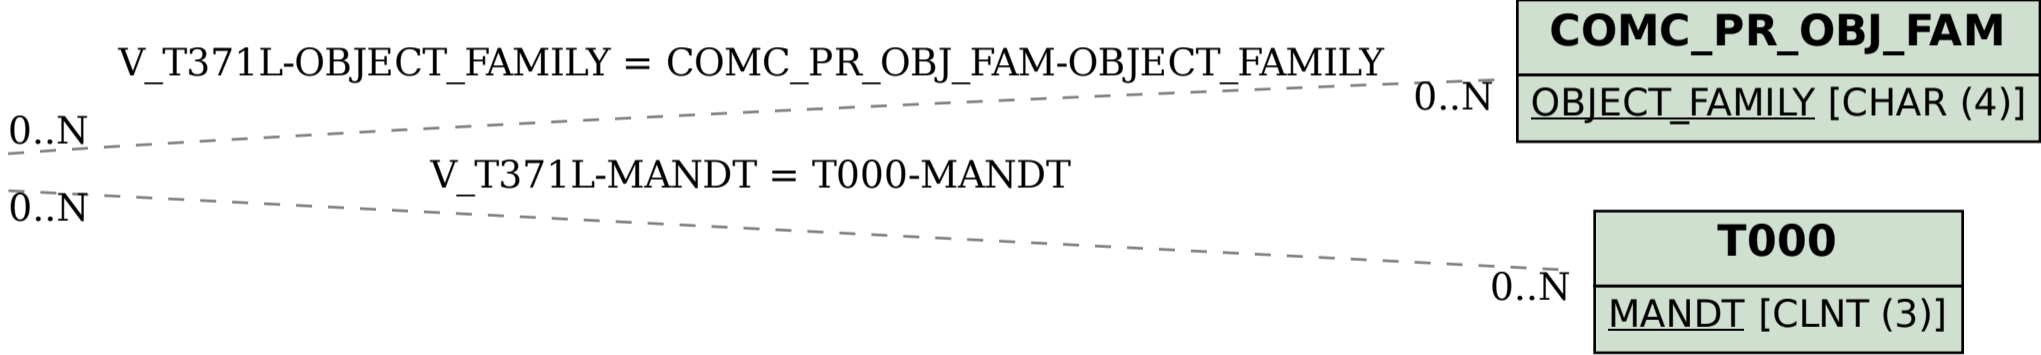 COMC_PR_OBJ_FAM
V_T371L-OBJECT_FAMILY = COMC_PR_OBJ_FAM-OBJECT_FAMILY
0..N
OBJECT_FAMILY [CHAR (4)]
0..N
V_T371L-MANDT = T000-MANDT
0..N
T000
0..N
MANDT [CLNT (3)]